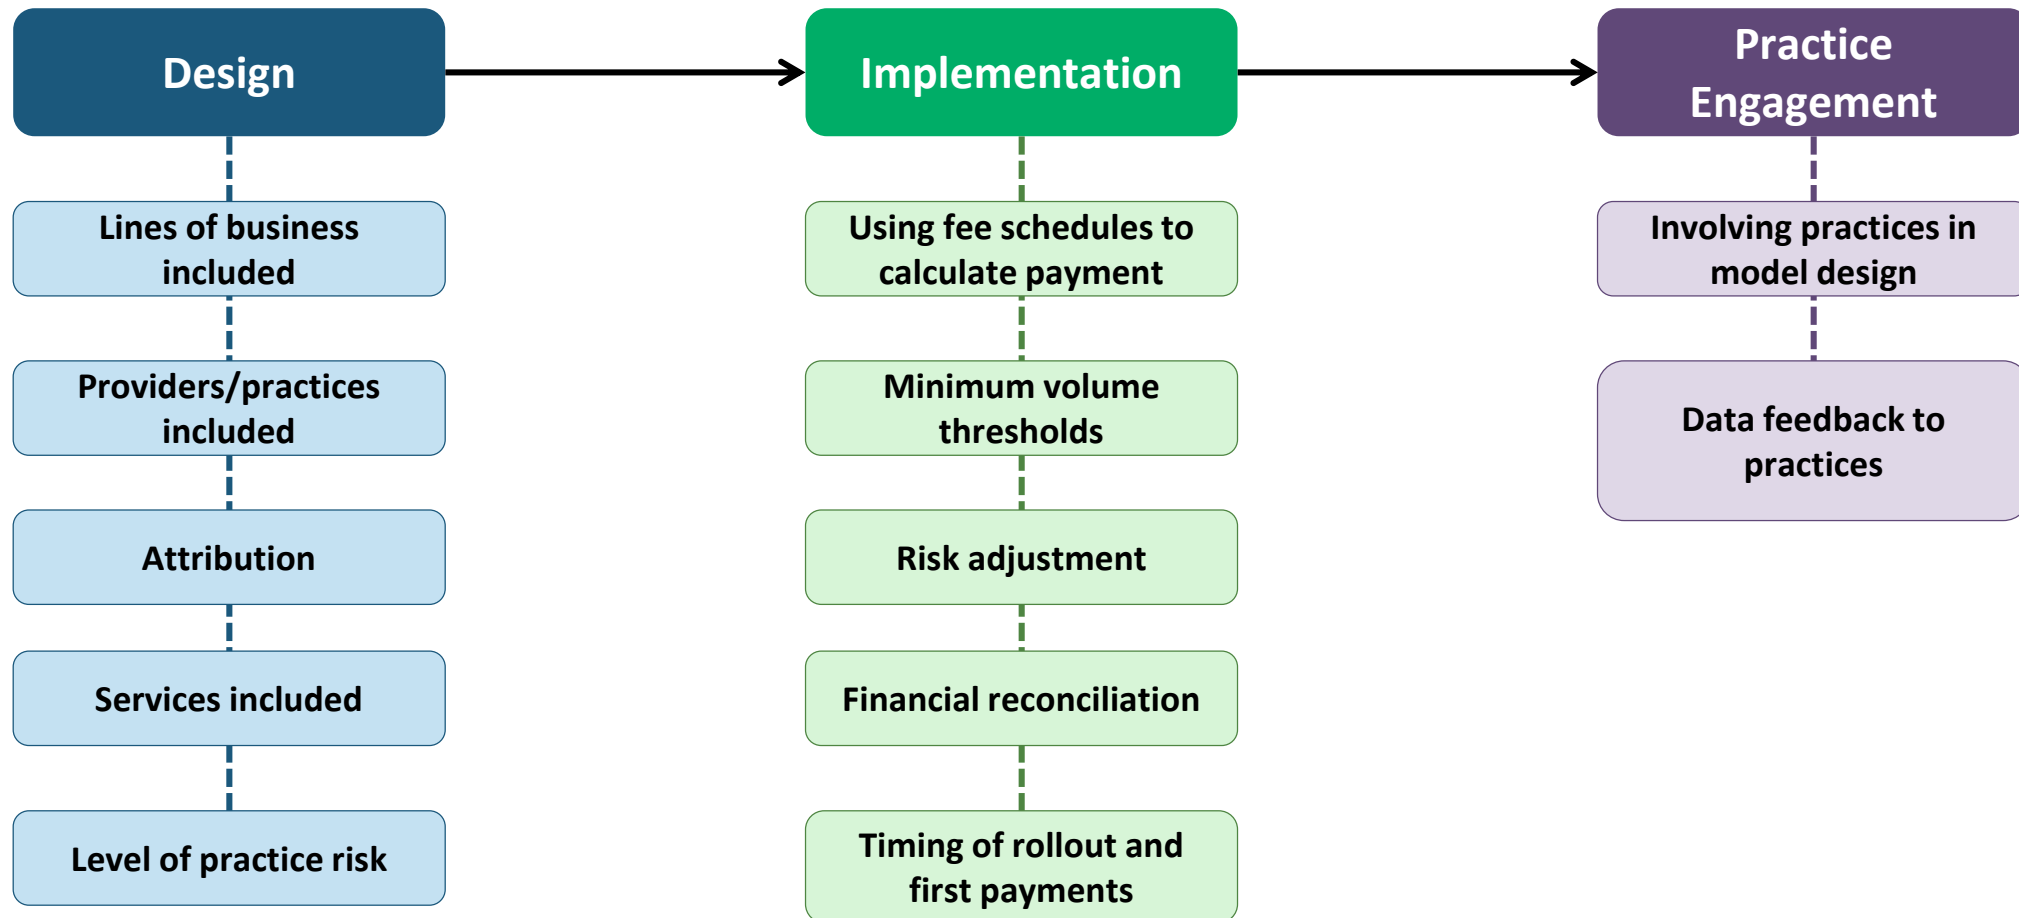 Design
Implementation
Practice
Engagement
Lines of business
included
Providers/practices
included
Attribution
Services included
Level of practice risk
Using fee schedules to
calculate payment
Minimum volume
thresholds
Risk adjustment
Financial reconciliation
Timing of rollout and
first payments
Involving practices in
model design
Data feedback to
practices